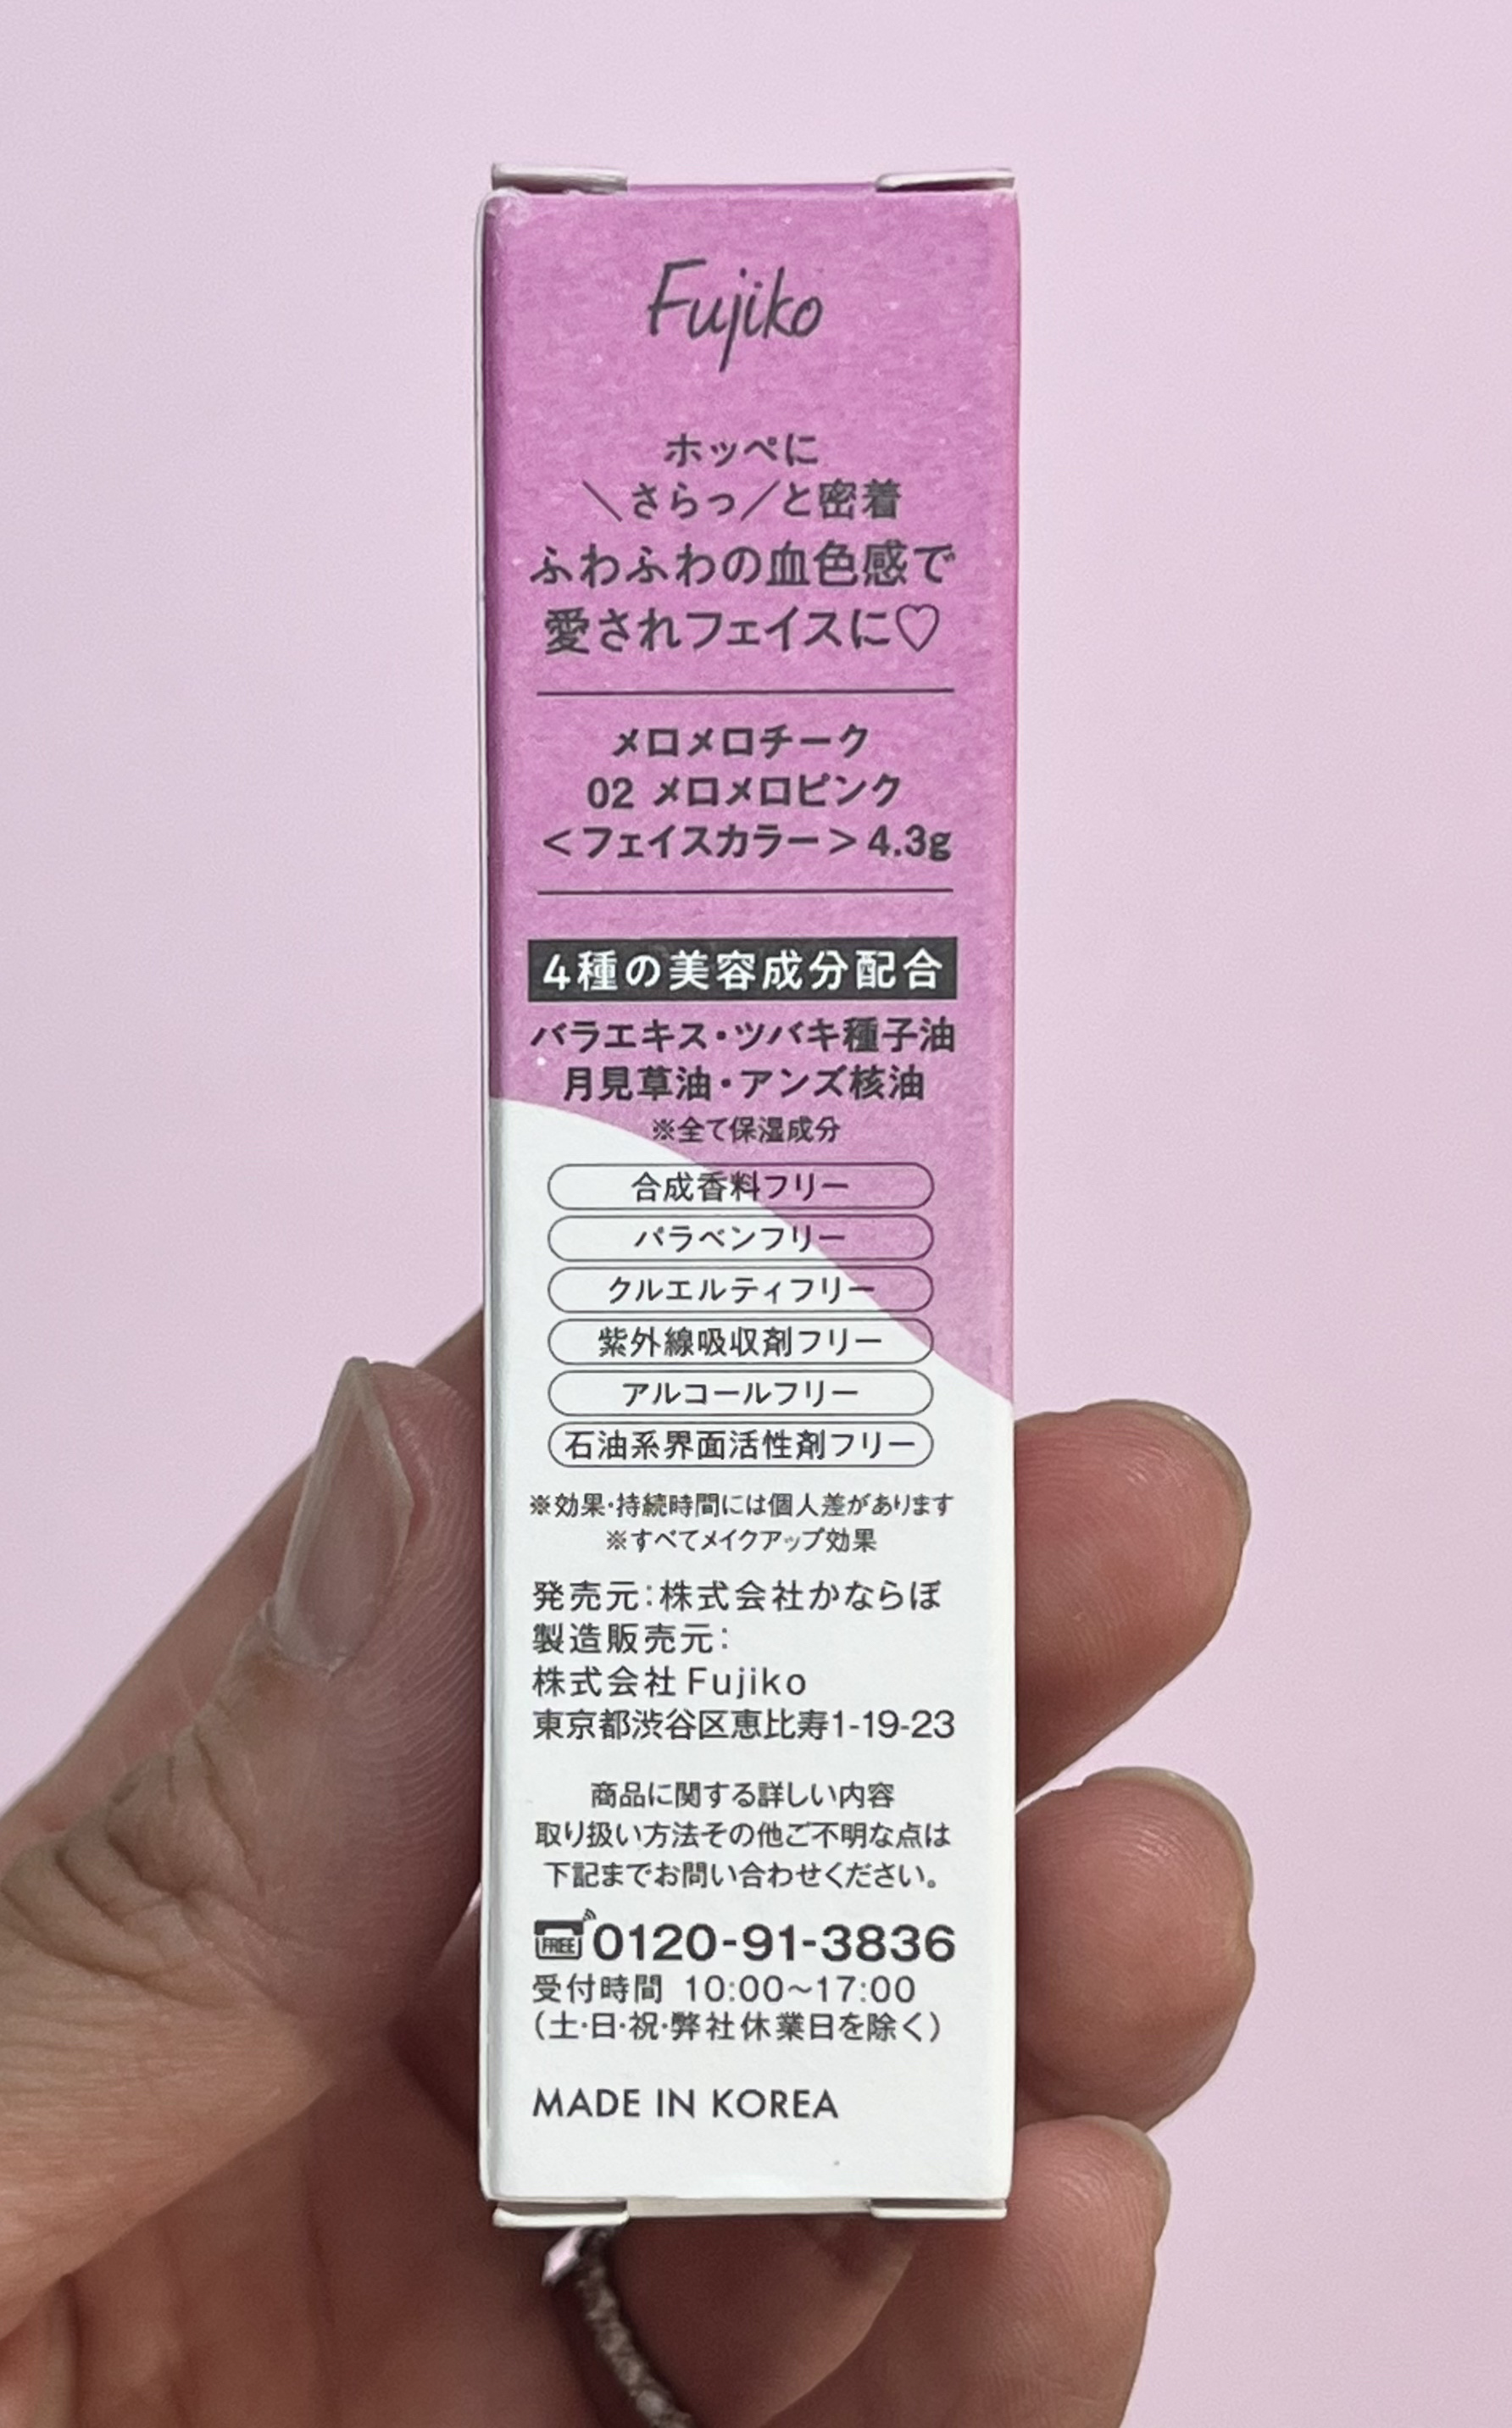 Fujiko
ホッペに
＼さらっ／と密着
ふわふわの血色感で
愛されフェイスに♡
メロメロチーク
02 メロメロピンク
＜フェイスカラー＞4.3g
4種の美容成分配合
バラエキス・ツバキ種子油
月見草油・アンズ核油
※全て保湿成分
合成香料フリー
パラベンフリー
クルエルティフリー
紫外線吸収剤フリー
アルコールフリー
石油系界面活性剤フリー
※効果・持続時間には個人差があります
※すべてメイクアップ効果
発売元：株式会社かならぼ
製造販売元：
株式会社Fujiko
東京都渋谷区恵比寿1-19-23
商品に関する詳しい内容
取り扱い方法その他ご不明な点は
下記までお問い合わせください。
FREE 0120-91-3836
受付時間 10:00〜17:00
（土・日・祝・弊社休業日を除く）
MADE IN KOREA